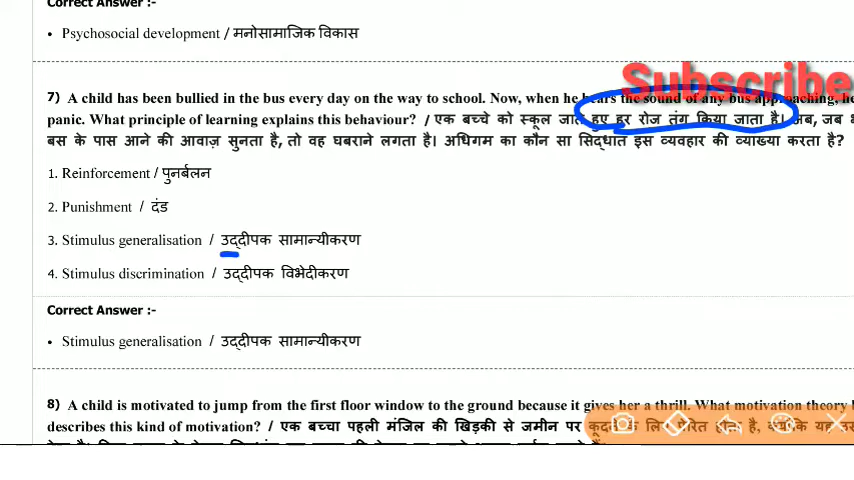 Correct Answer :-
• Psychosocial development / मनोसामाजिक विकास
Subscribe
7) A child has been bullied in the bus every day on the way to school. Now, when he hears the sound of any bus approaching, he
panic. What principle of learning explains this behaviour? / एक बच्चे को स्कूल जाते हुए हर रोज तंग किया जाता है। अब, जब
बस के पास आने की आवाज़ सुनता है, तो वह घबराने लगता है। अधिगम का कौन सा सिद्धांत इस व्यवहार की व्याख्या करता है?
1. Reinforcement / पुनर्बलन
2. Punishment / दंड
3. Stimulus generalisation / उद्दीपक सामान्यीकरण
4. Stimulus discrimination / उद्दीपक विभेदीकरण
Correct Answer :-
• Stimulus generalisation / उद्दीपक सामान्यीकरण
8) A child is motivated to jump from the first floor window to the ground because it gives her a thrill. What motivation theory
describes this kind of motivation? / एक बच्चा पहली मंजिल की खिड़की से जमीन पर कूदने के लिए प्रेरित होता है, क्योंकि यह